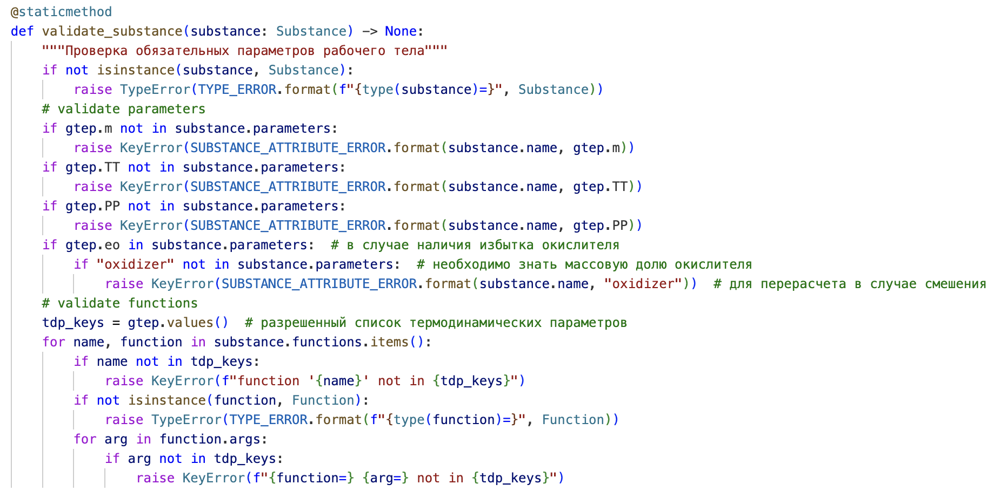 @staticmethod
def validate_substance(substance: Substance) -> None:
    """Проверка обязательных параметров рабочего тела"""
    if not isinstance(substance, Substance):
        raise TypeError(TYPE_ERROR.format(f"{type(substance)=}", Substance))
    # validate parameters
    if gtep.m not in substance.parameters:
        raise KeyError(SUBSTANCE_ATTRIBUTE_ERROR.format(substance.name, gtep.m))
    if gtep.TT not in substance.parameters:
        raise KeyError(SUBSTANCE_ATTRIBUTE_ERROR.format(substance.name, gtep.TT))
    if gtep.PP not in substance.parameters:
        raise KeyError(SUBSTANCE_ATTRIBUTE_ERROR.format(substance.name, gtep.PP))
    if gtep.eo in substance.parameters:  # в случае наличия избытка окислителя
        if "oxidizer" not in substance.parameters:  # необходимо знать массовую долю окислителя
            raise KeyError(SUBSTANCE_ATTRIBUTE_ERROR.format(substance.name, "oxidizer"))  # для перерасчета в случае смешения
    # validate functions
    tdp_keys = gtep.values()  # разрешенный список термодинамических параметров
    for name, function in substance.functions.items():
        if name not in tdp_keys:
            raise KeyError(f"function '{name}' not in {tdp_keys}")
        if not isinstance(function, Function):
            raise TypeError(TYPE_ERROR.format(f"{type(function)=}", Function))
        for arg in function.args:
            if arg not in tdp_keys:
                raise KeyError(f"{function=} {arg=} not in {tdp_keys}")